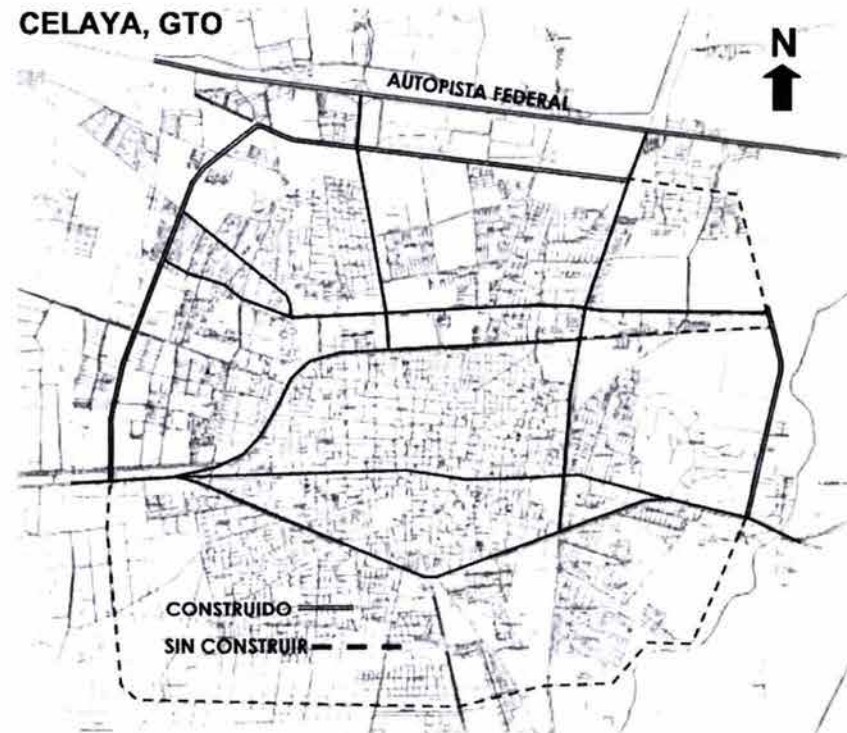 CELAYA, GTO
N
AUTOPISTA FEDERAL
CONSTRUIDO
SIN CONSTRUIR